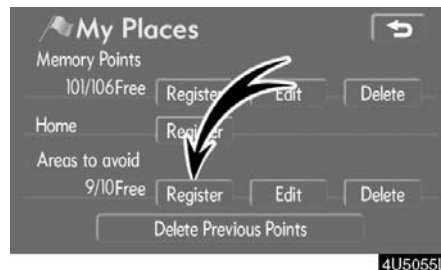 My Places
Memory Points
101/106Free Register Edit Delete
Home Register
Areas to avoid
9/10Free Register Edit Delete
Delete Previous Points
4U5055I